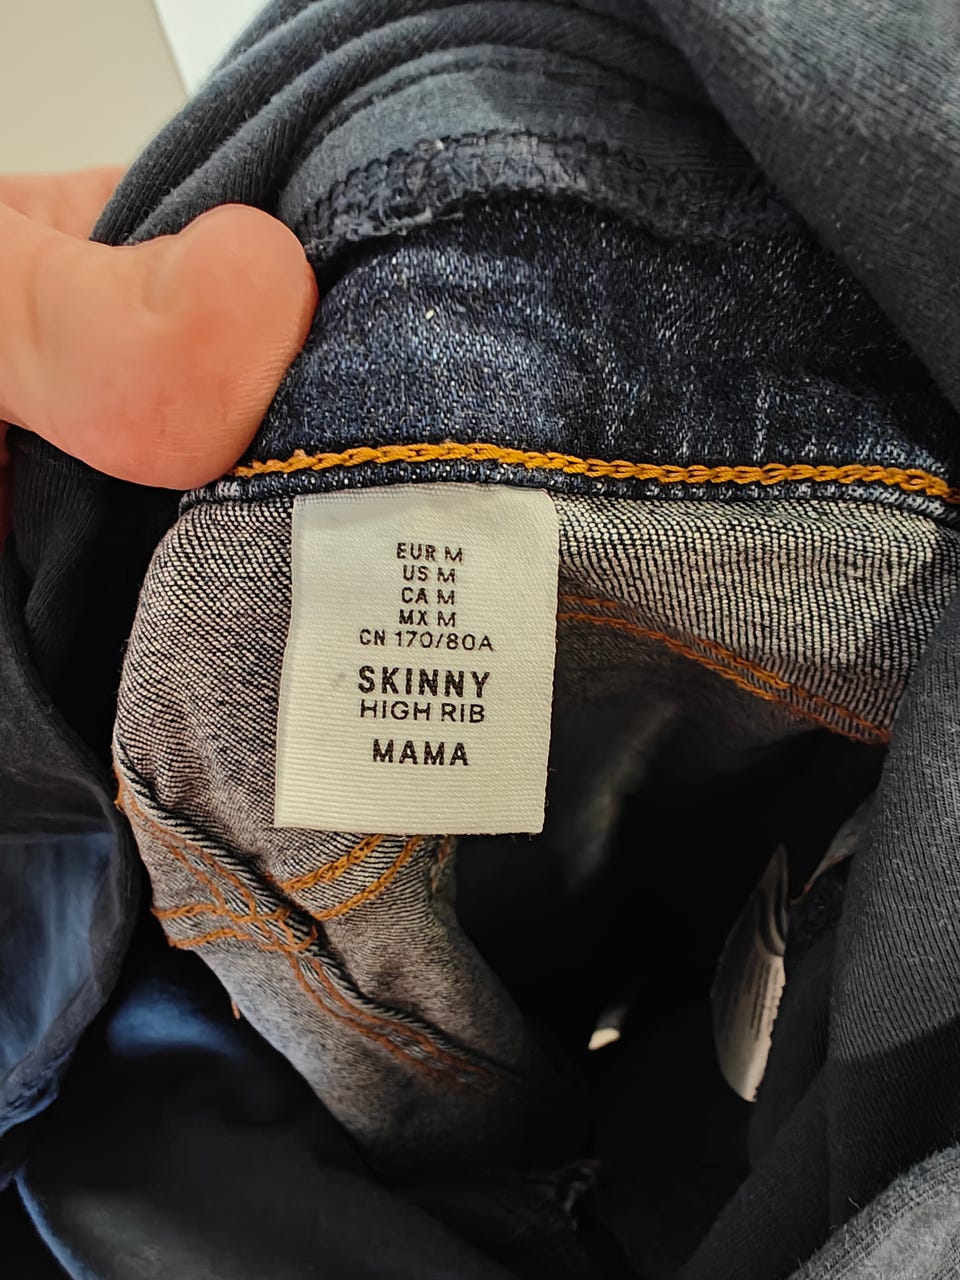 EUR M
US M
CA M
MX M
CN 170/80A
SKINNY
HIGH RIB
MAMA